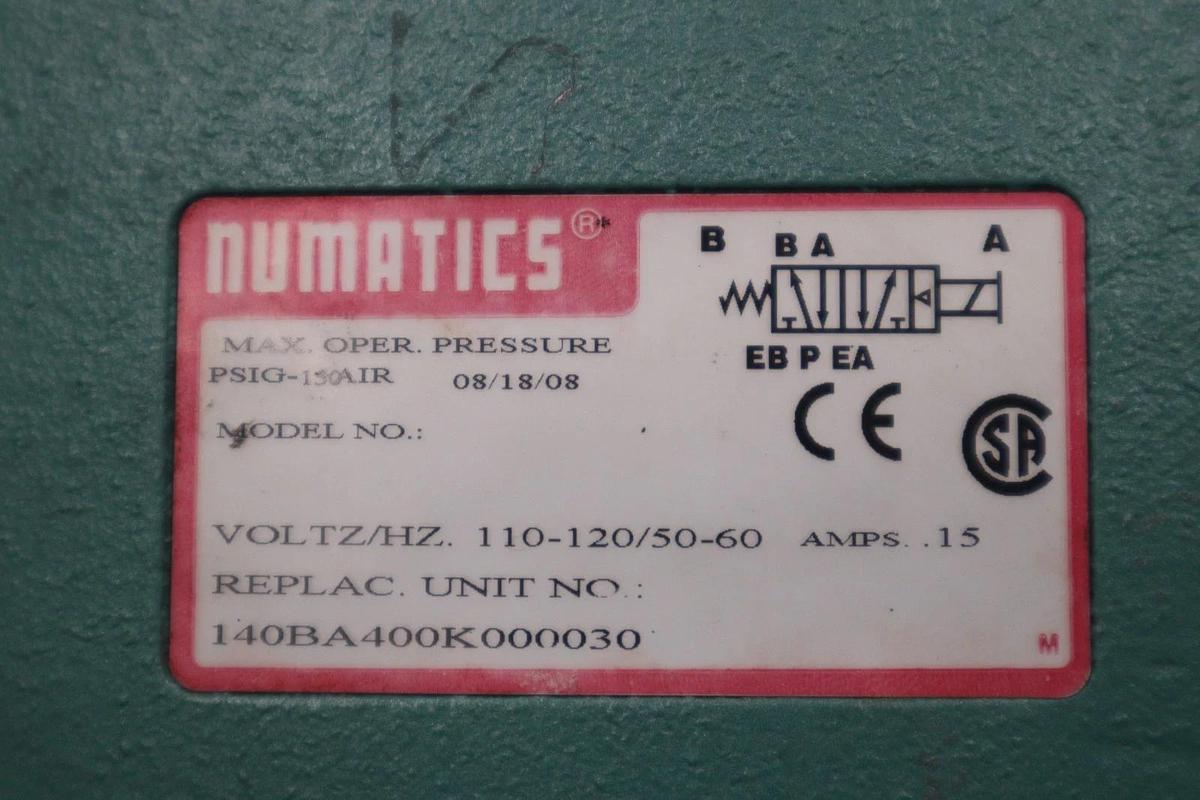 NUMATICS®*
B B A A
EB P EA
MAX. OPER. PRESSURE
PSIG-150AIR 08/18/08
CE
SA
MODEL NO.:
VOLTZ/HZ. 110-120/50-60 AMPS. .15
REPLAC. UNIT NO.:
140BA400K000030
M